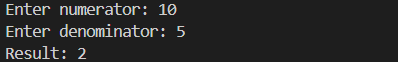 Enter numerator: 10
Enter denominator: 5
Result: 2